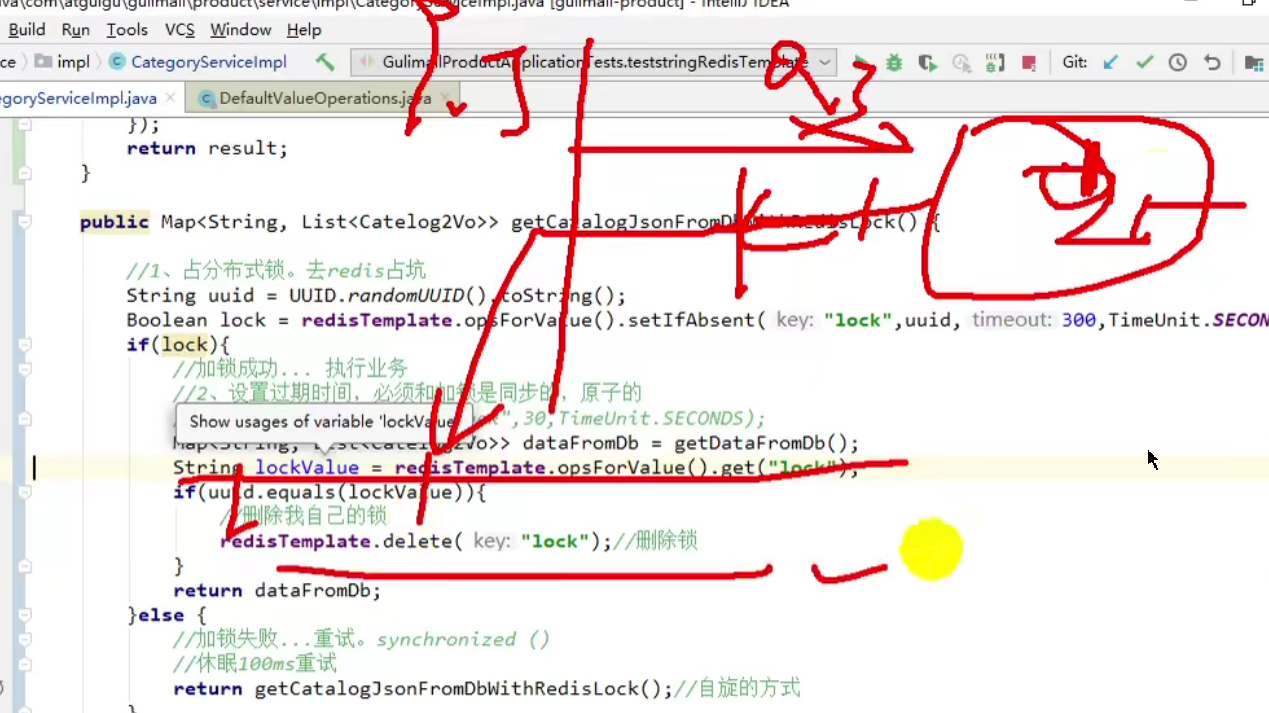 ava\com\atguigu\gulimall\product\service\impl\CategoryServiceImpl.java [gulimall-product] - IntelliJ IDEA
Build Run Tools VCS Window Help
ce impl CategoryServiceImpl GulimallProductApplicationTests.teststringRedisTemplate Git:
egoryServiceImpl.java DefaultValueOperations.java
});
return result;
}
public Map<String, List<Catelog2Vo>> getCatalogJsonFromDbWithRedisLock() {
//1、占分布式锁。去redis占坑
String uuid = UUID.randomUUID().toString();
Boolean lock = redisTemplate.opsForValue().setIfAbsent( key: "lock",uuid, timeout: 300,TimeUnit.SECON
if(lock){
//加锁成功... 执行业务
//2、设置过期时间，必须和加锁是同步的，原子的
Show usages of variable 'lockValue'
",30,TimeUnit.SECONDS);
Map<String, List<Catelog2Vo>> dataFromDb = getDataFromDb();
String lockValue = redisTemplate.opsForValue().get("lock");
if(uuid.equals(lockValue)){
//删除我自己的锁
redisTemplate.delete( key: "lock");//删除锁
}
return dataFromDb;
}else {
//加锁失败...重试。synchronized ()
//休眠100ms重试
return getCatalogJsonFromDbWithRedisLock();//自旋的方式
}